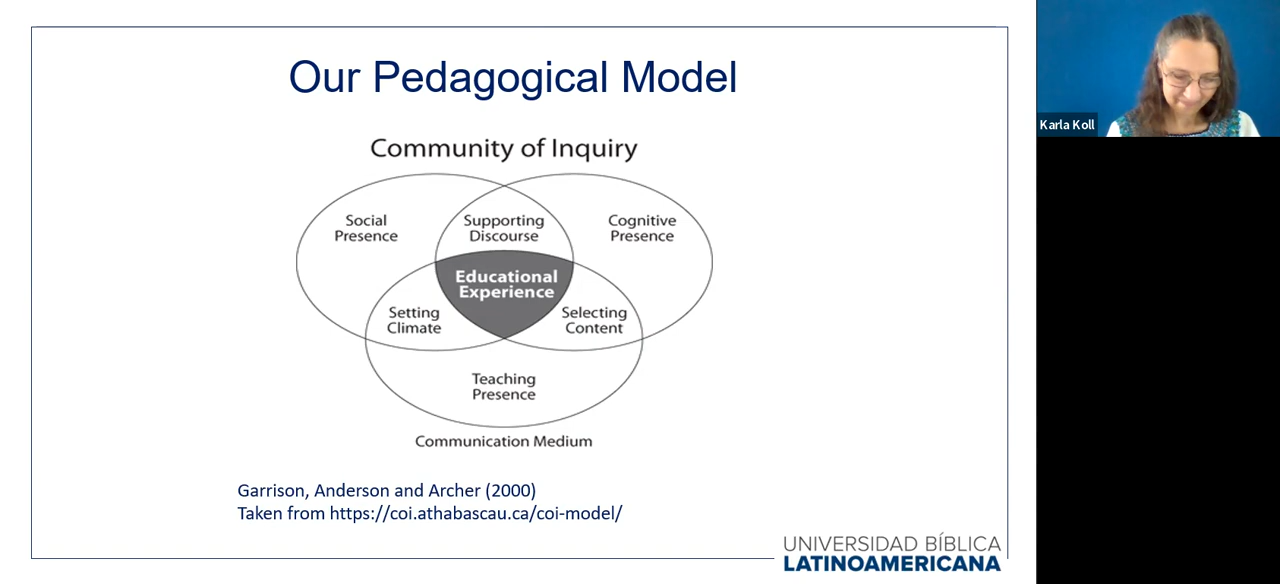 Our Pedagogical Model
Community of Inquiry
Social
Presence
Supporting
Discourse
Cognitive
Presence
Educational
Experience
Setting
Climate
Selecting
Content
Teaching
Presence
Communication Medium
Garrison, Anderson and Archer (2000)
Taken from https://coi.athabascau.ca/coi-model/
UNIVERSIDAD BÍBLICA
LATINOAMERICANA
Karla Koll